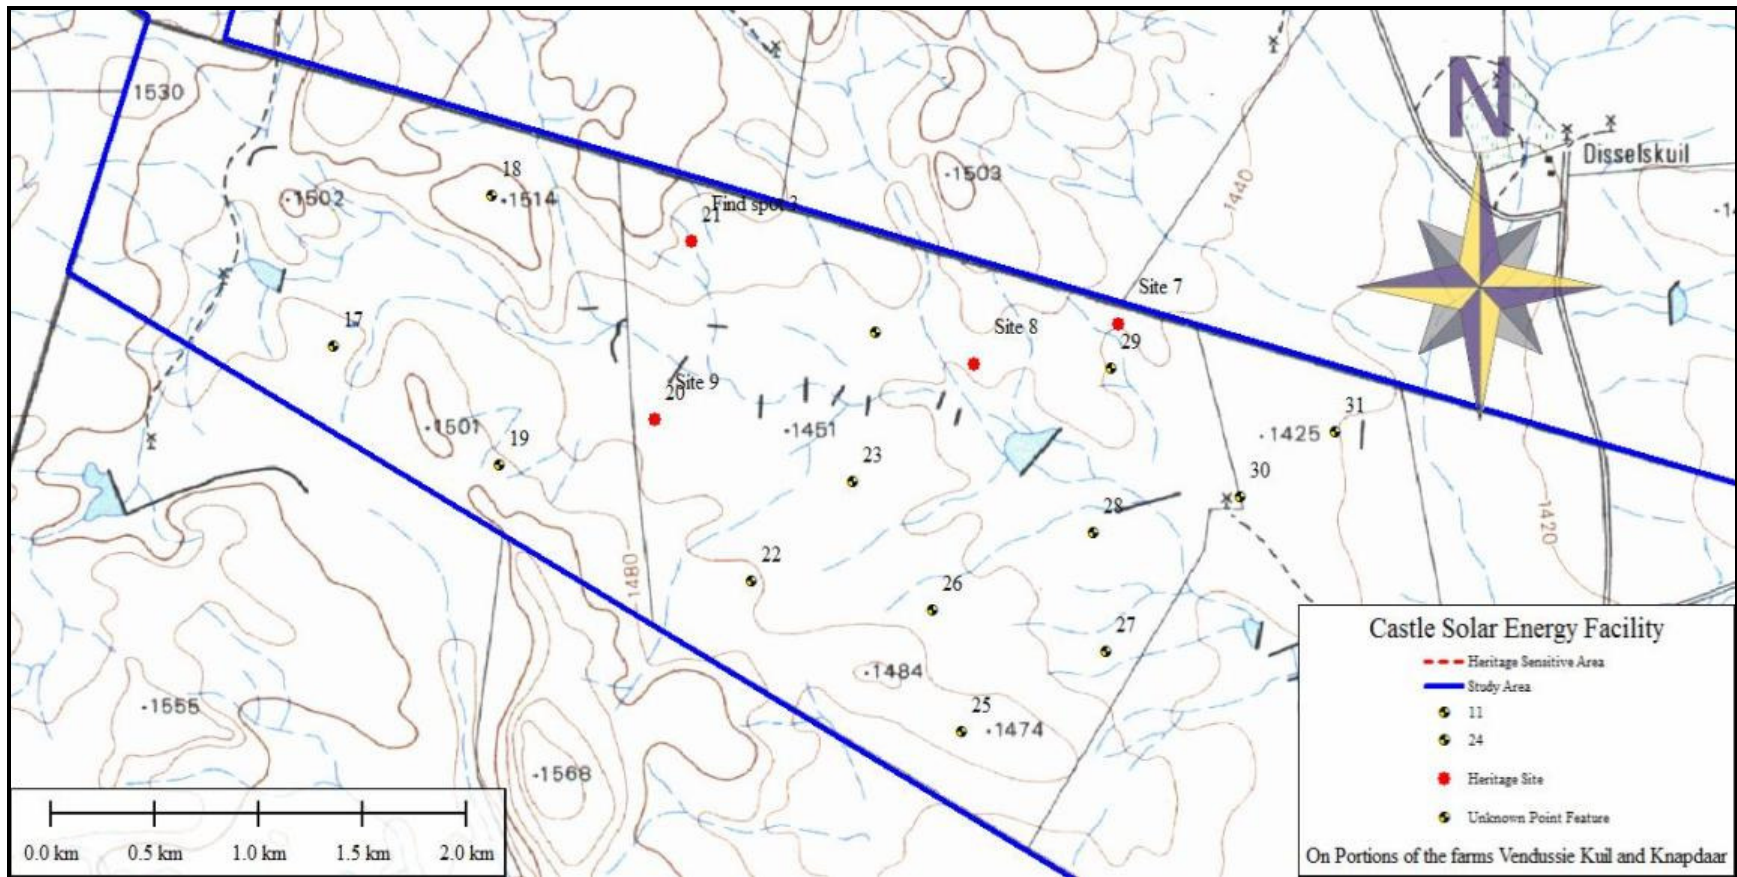 1530
N
Disselskuil
18
1502
1514
1503
1440
Find spot 3
21
Site 7
17
Site 8
29
Site 9
20
31
1501
1451
1425
19
23
30
28
1420
22
1480
26
27
1484
25
1474
1555
1568
Castle Solar Energy Facility
Heritage Sensitive Area
Study Area
11
24
Heritage Site
Unknown Point Feature
On Portions of the farms Vendussie Kuil and Knapdaar
0.0 km 0.5 km 1.0 km 1.5 km 2.0 km